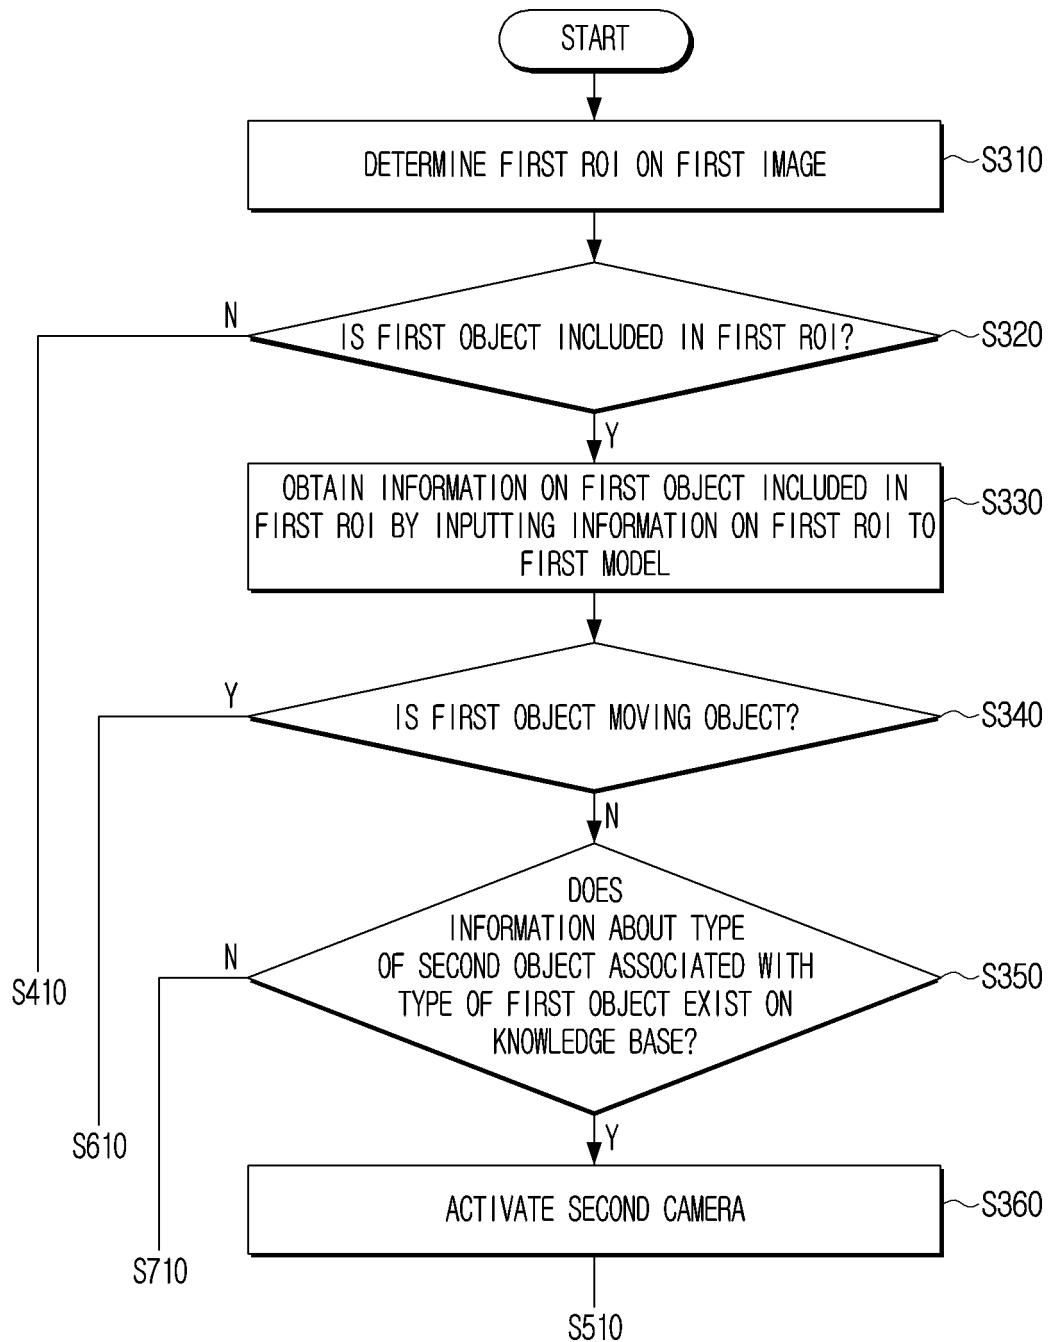 START
DETERMINE FIRST ROI ON FIRST IMAGE
S310
N
IS FIRST OBJECT INCLUDED IN FIRST ROI?
S320
Y
OBTAIN INFORMATION ON FIRST OBJECT INCLUDED IN
FIRST ROI BY INPUTTING INFORMATION ON FIRST ROI TO
FIRST MODEL
S330
Y
IS FIRST OBJECT MOVING OBJECT?
S340
N
DOES
INFORMATION ABOUT TYPE
OF SECOND OBJECT ASSOCIATED WITH
TYPE OF FIRST OBJECT EXIST ON
KNOWLEDGE BASE?
N
S350
S410
Y
S610
ACTIVATE SECOND CAMERA
S360
S710
S510